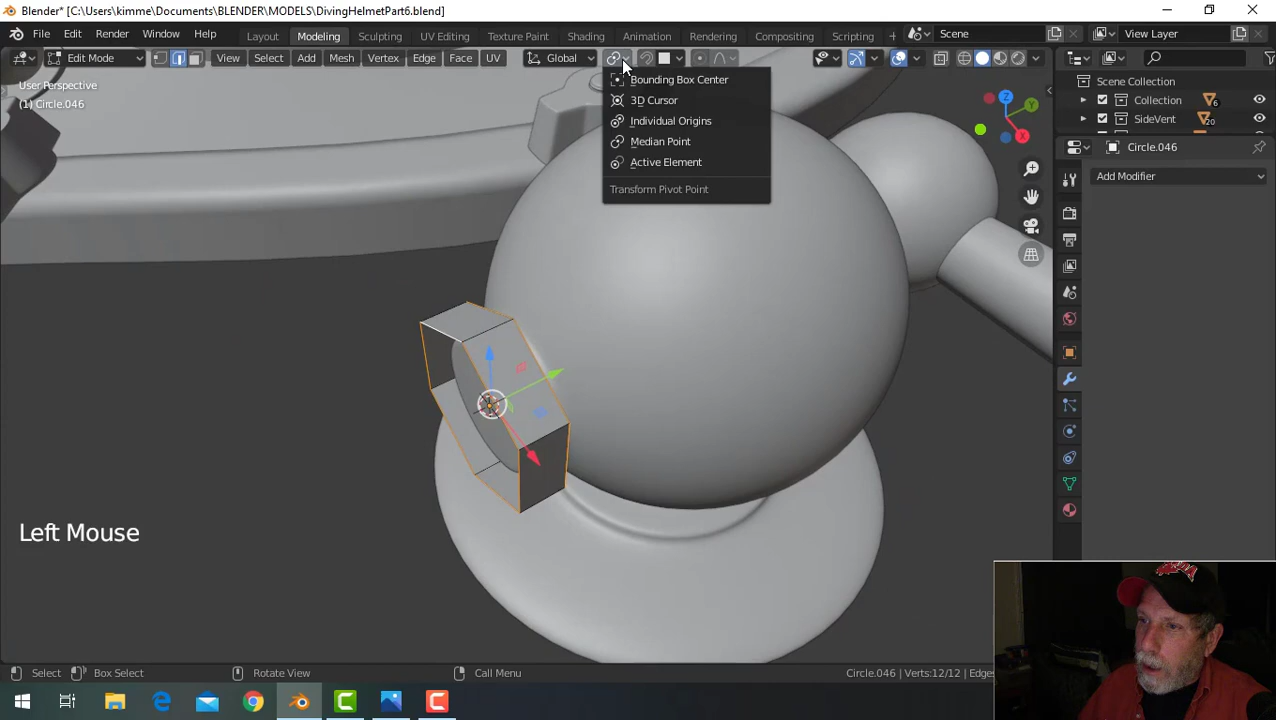 Blender* [C:\Users\kimme\Documents\BLENDER\MODELS\DivingHelmetPart6.blend]
File Edit Render Window Help Layout Modeling Sculpting UV Editing Texture Paint Shading Animation Rendering Compositing Scripting + Scene View Layer
Edit Mode View Select Add Mesh Vertex Edge Face UV Global
User Perspective
(1) Circle.046
Bounding Box Center
3D Cursor
Individual Origins
Median Point
Active Element
Transform Pivot Point
Z
Y
X
Scene Collection
Collection 6
SideVent 20
Circle.046
Add Modifier
Left Mouse
Select Box Select Rotate View Call Menu Circle.046 | Verts:12/12 | Edges